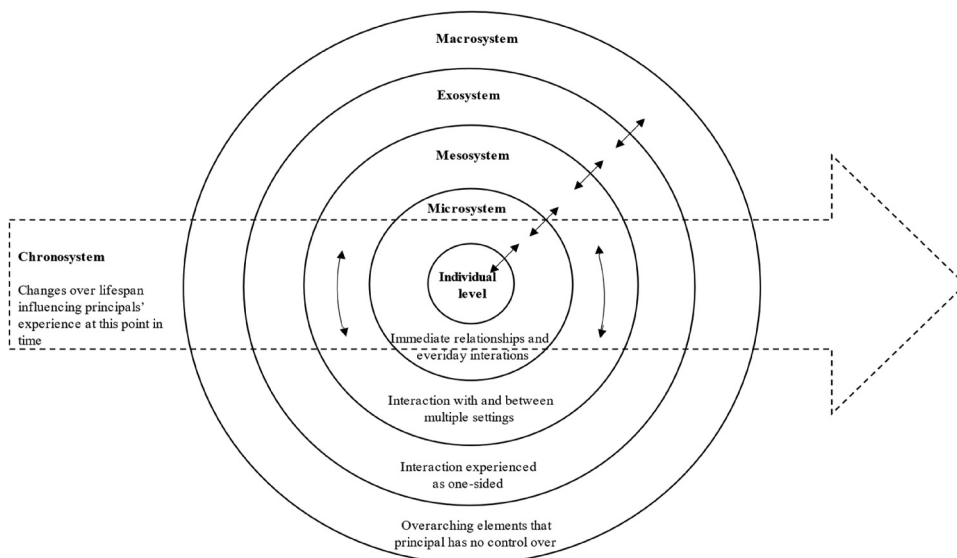 Macrosystem
Exosystem
Mesosystem
Microsystem
Individual
level
Chronosystem
Changes over lifespan
influencing principals’
experience at this point in
time
Immediate relationships and
everiday interations
Interaction with and between
multiple settings
Interaction experienced
as one-sided
Overarching elements that
principal has no control over